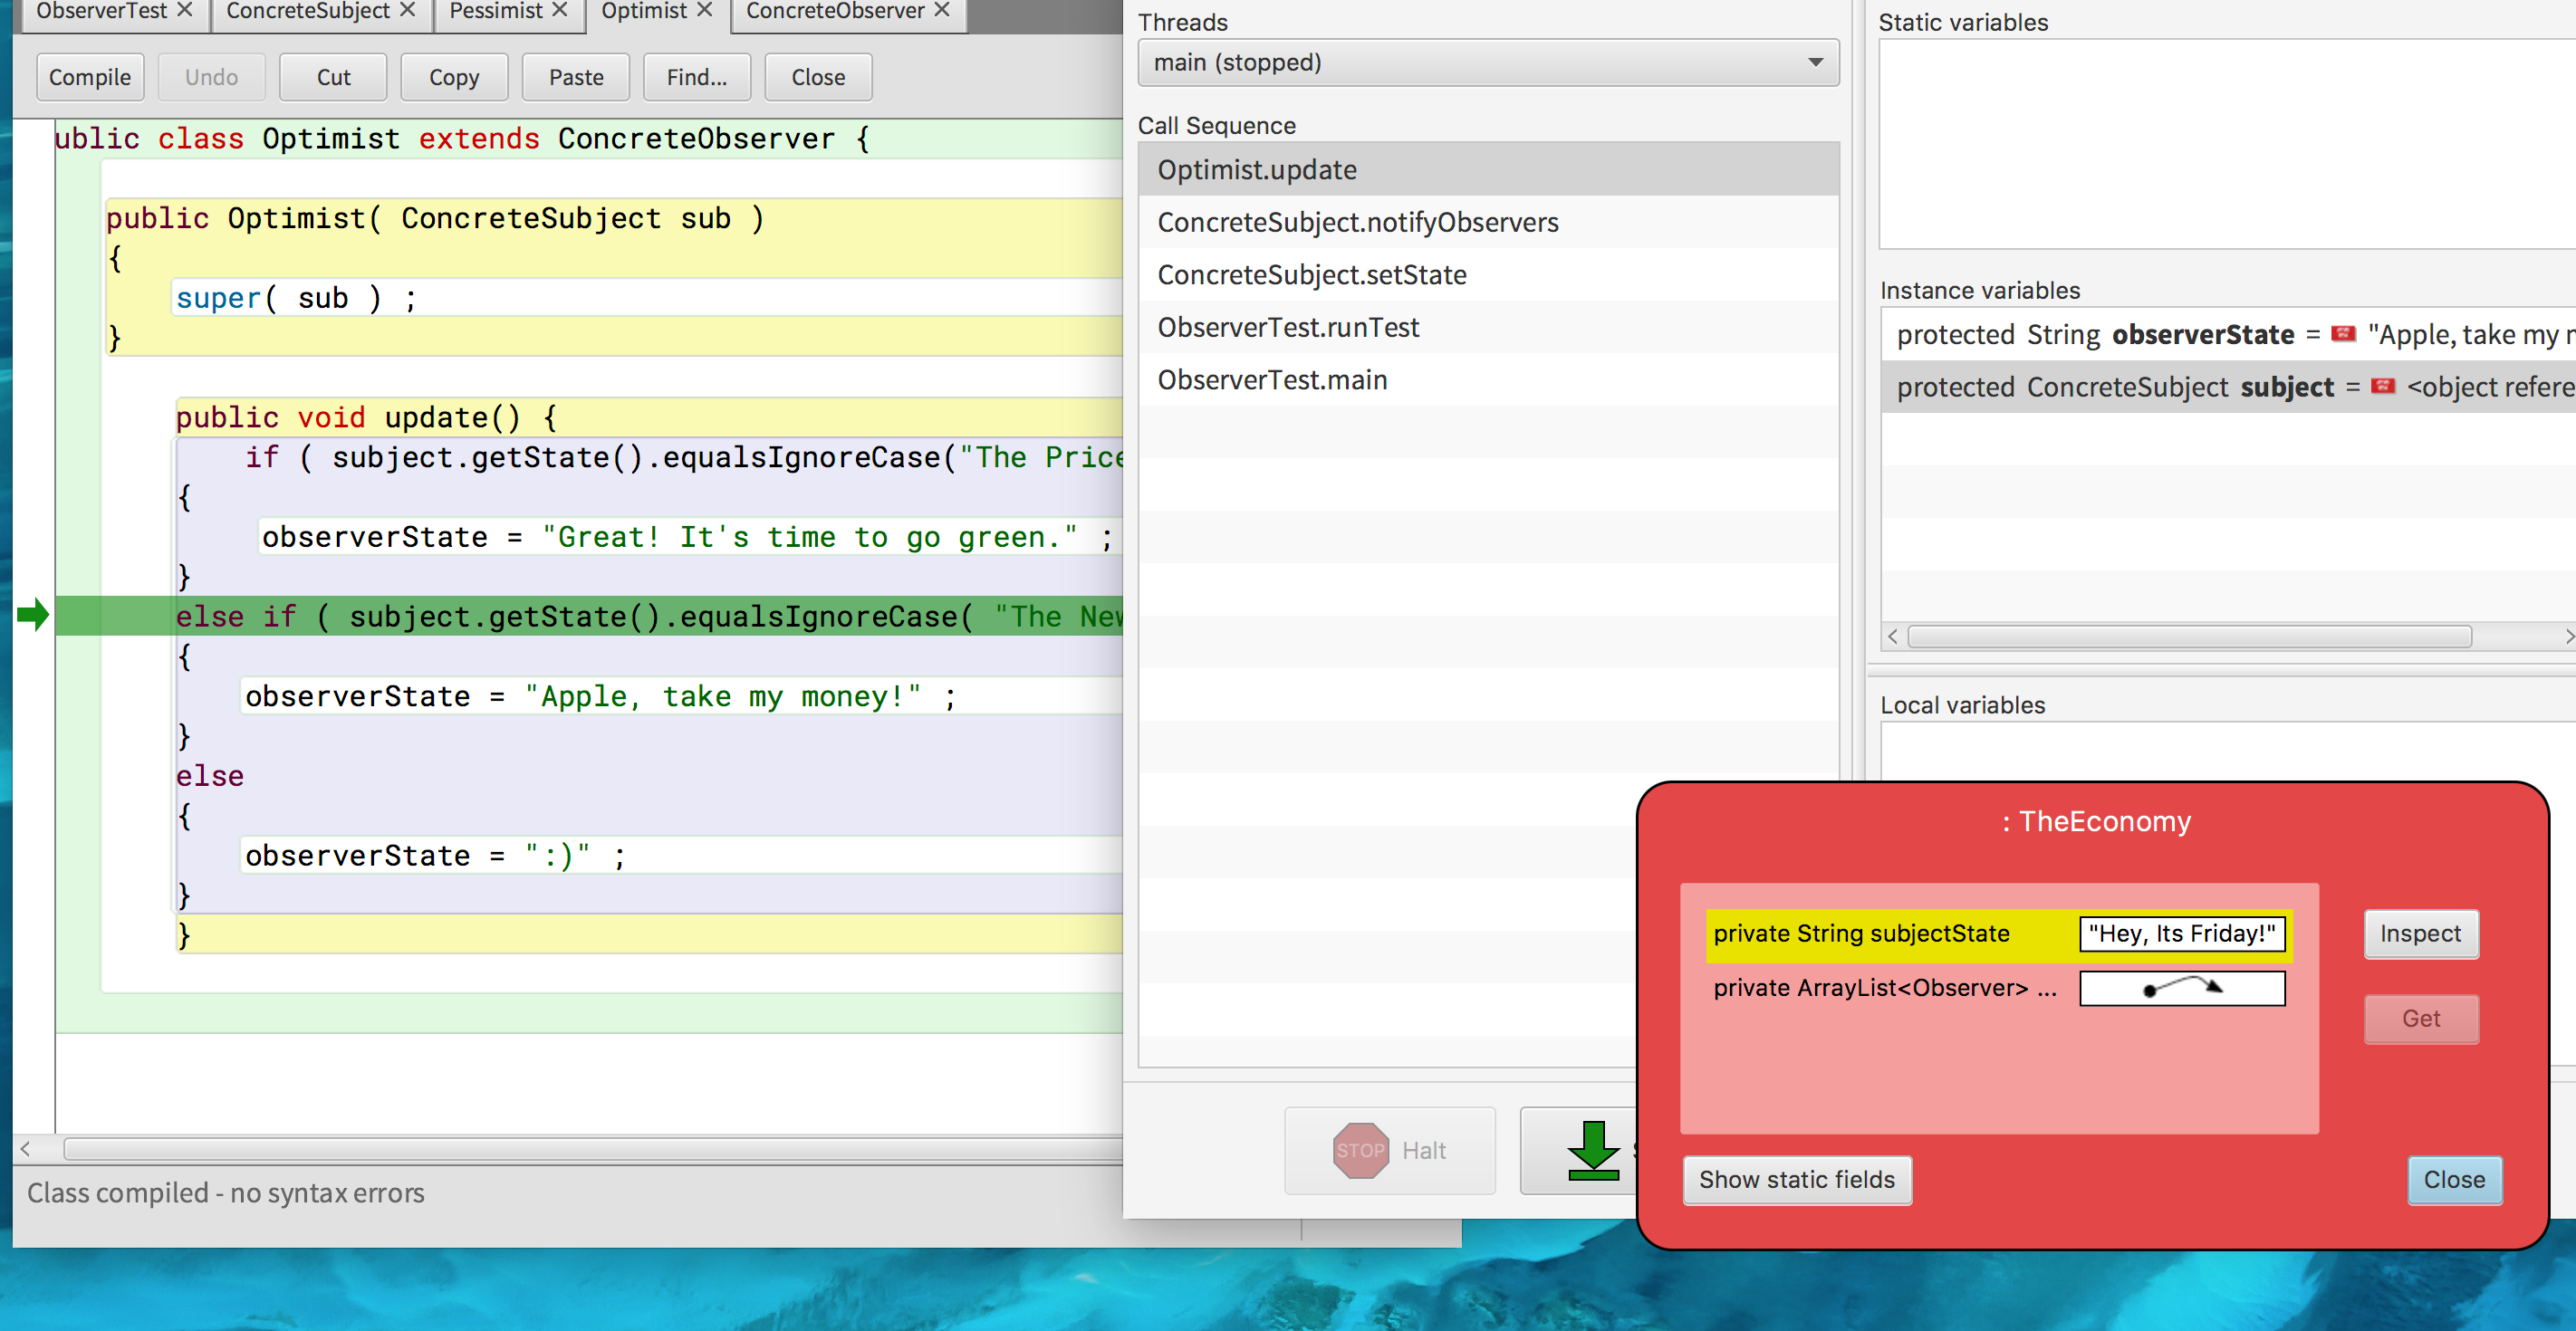 ObserverTest ConcreteSubject Pessimist Optimist ConcreteObserver
Compile Undo Cut Copy Paste Find... Close
ublic class Optimist extends ConcreteObserver {
public Optimist( ConcreteSubject sub )
{
super( sub ) ;
}
public void update() {
if ( subject.getState().equalsIgnoreCase("The Price
{
observerState = "Great! It's time to go green." ;
}
else if ( subject.getState().equalsIgnoreCase( "The New
{
observerState = "Apple, take my money!" ;
}
else
{
observerState = ":)" ;
}
}
Class compiled - no syntax errors
Threads
main (stopped)
Call Sequence
Optimist.update
ConcreteSubject.notifyObservers
ConcreteSubject.setState
ObserverTest.runTest
ObserverTest.main
STOP Halt
Static variables
Instance variables
protected String observerState = "Apple, take my
protected ConcreteSubject subject = <object refere
Local variables
: TheEconomy
private String subjectState "Hey, Its Friday!"
private ArrayList<Observer> ...
Inspect
Get
Show static fields
Close